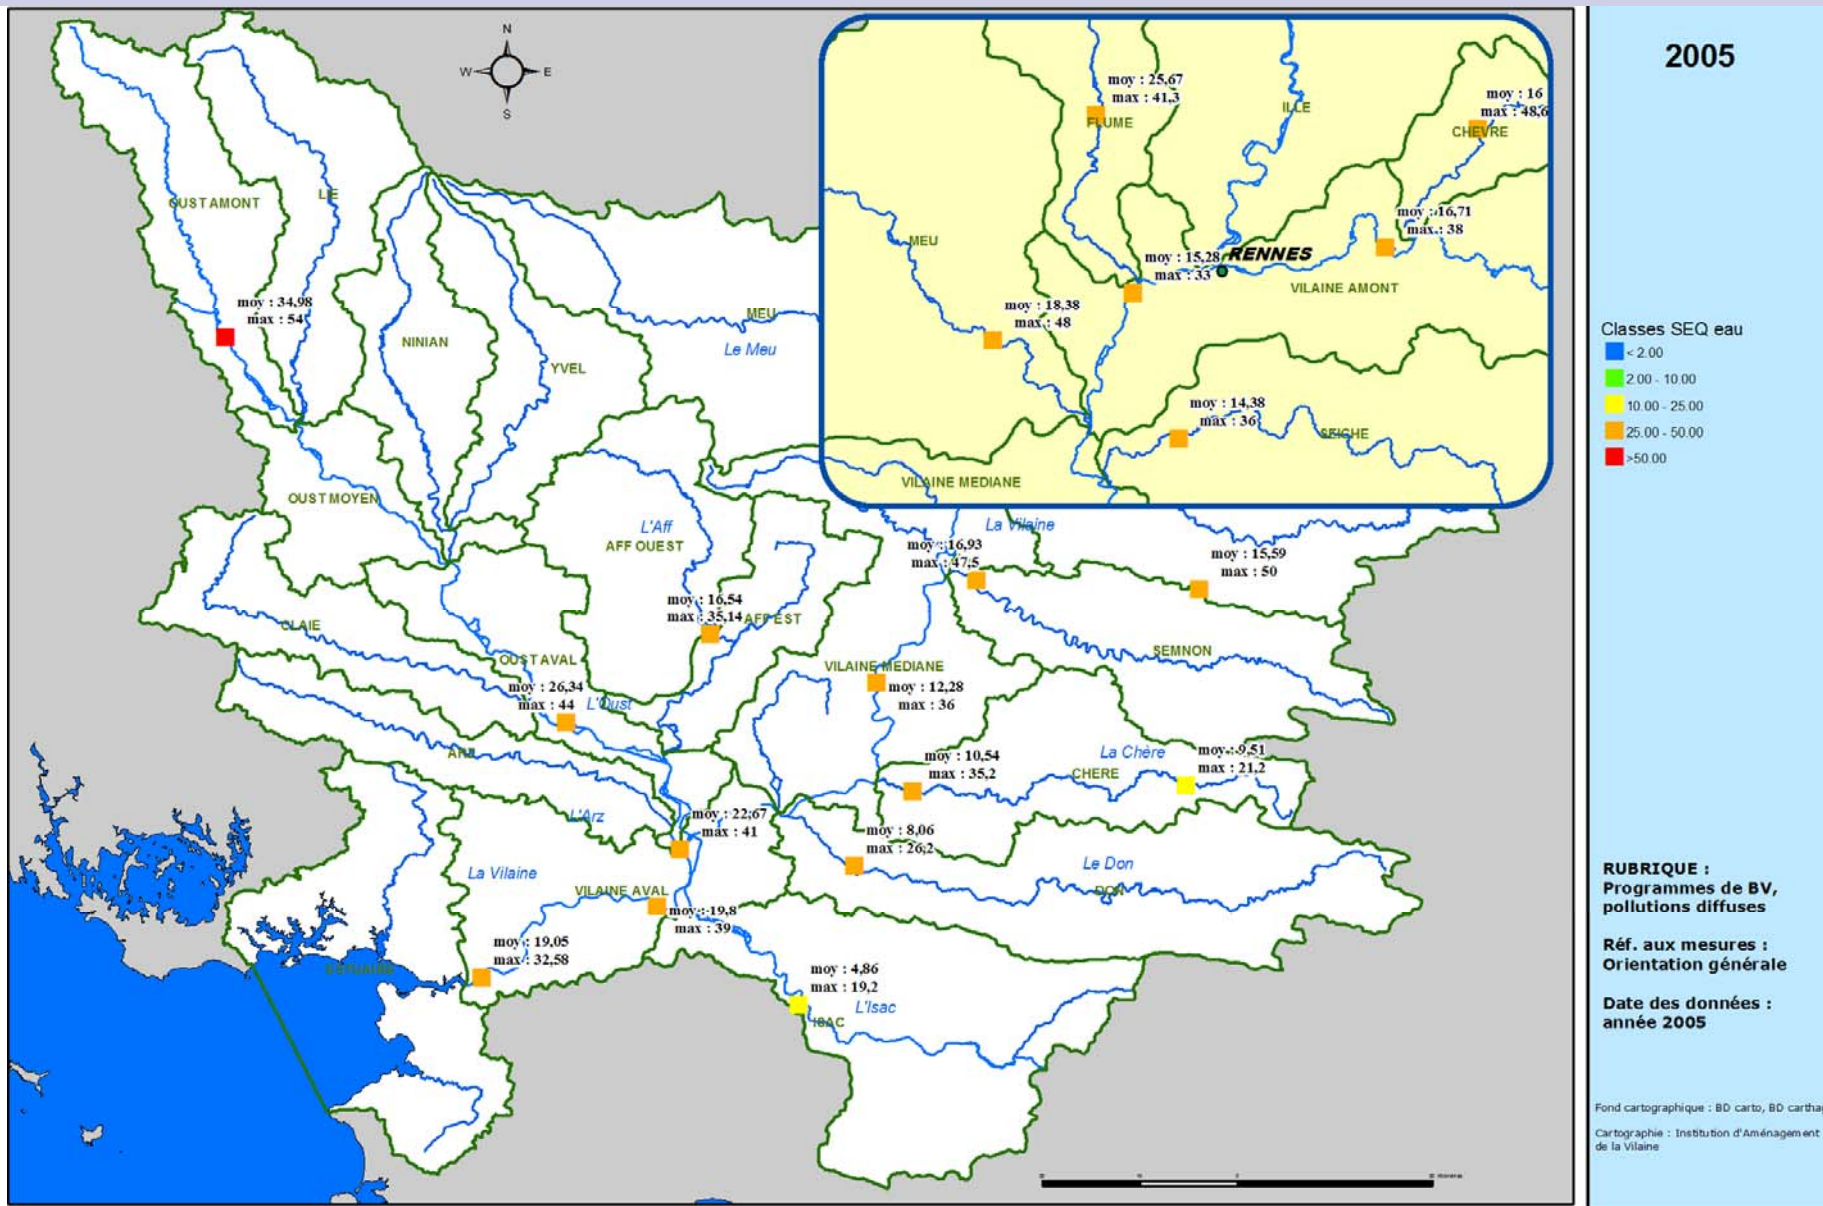 2005
N
W
E
S
moy : 25,67
max : 41,3
FLUME
ILLE
moy : 16
max : 48,6
CHEVRE
OUST AMONT
LIE
MEU
moy : 16,71
max : 38
moy : 15,28
max : 33
RENNES
VILAINE AMONT
moy : 34,98
max : 54
moy : 18,38
max : 48
MEU
Le Meu
NINIAN
YVEL
moy : 14,38
max : 36
SEICHE
VILAINE MEDIANE
Classes SEQ eau
< 2.00
2.00 - 10.00
10.00 - 25.00
25.00 - 50.00
>50.00
OUST MOYEN
L'Aff
AFF OUEST
La Vilaine
moy : 16,93
max : 47,5
moy : 15,59
max : 50
moy : 16,54
max : 35,14
AFF EST
CLAIE
OUST AVAL
VILAINE MEDIANE
SEMNON
moy : 26,34
max : 44
L'Oust
moy : 12,28
max : 36
ARZ
moy : 10,54
max : 35,2
La Chère
CHERE
moy : 9,51
max : 21,2
L'Arz
moy : 22,67
max : 41
moy : 8,06
max : 26,2
Le Don
DON
La Vilaine
VILAINE AVAL
moy : 19,8
max : 39
moy : 19,05
max : 32,58
ESTUAIRE
moy : 4,86
max : 19,2
L'Isac
ISAC
RUBRIQUE :
Programmes de BV,
pollutions diffuses
Réf. aux mesures :
Orientation générale
Date des données :
année 2005
Fond cartographique : BD carto, BD carthag
Cartographie : Institution d'Aménagement
de la Vilaine